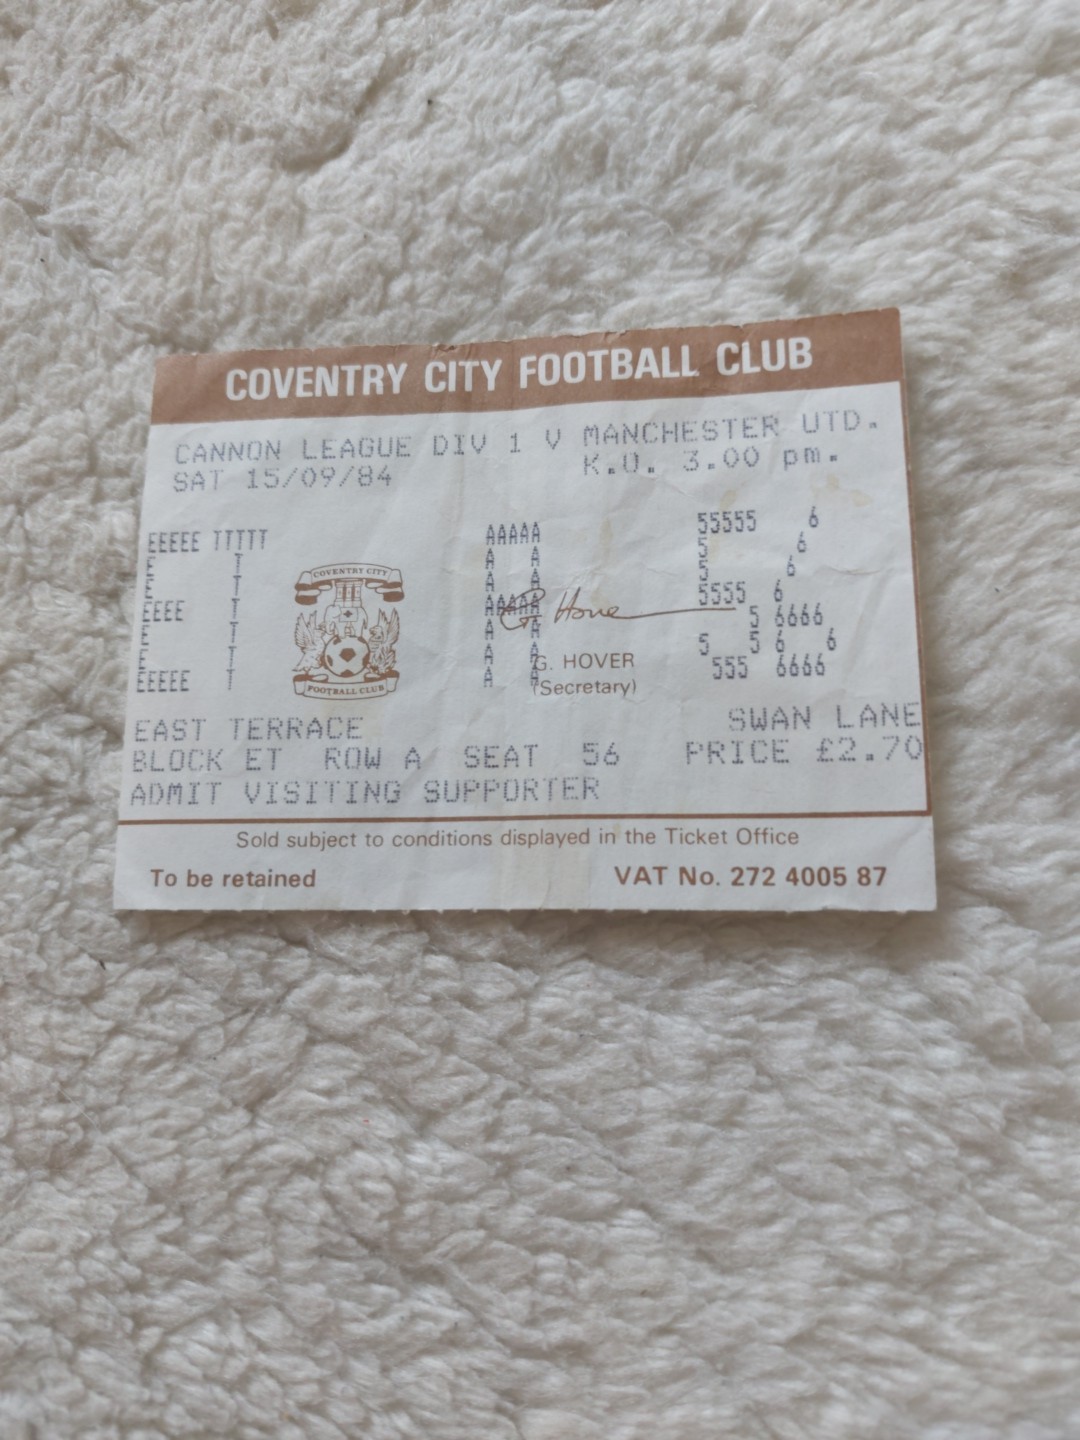 COVENTRY CITY FOOTBALL CLUB
CANNON LEAGUE DIV 1 V MANCHESTER UTD.
SAT 15/09/84 K.O. 3.00 pm.
ET A 56
COVENTRY CITY
FOOTBALL CLUB
G. HOVER
(Secretary)
EAST TERRACE SWAN LANE
BLOCK ET ROW A SEAT 56 PRICE £2.70
ADMIT VISITING SUPPORTER
Sold subject to conditions displayed in the Ticket Office
To be retained VAT No. 272 4005 87